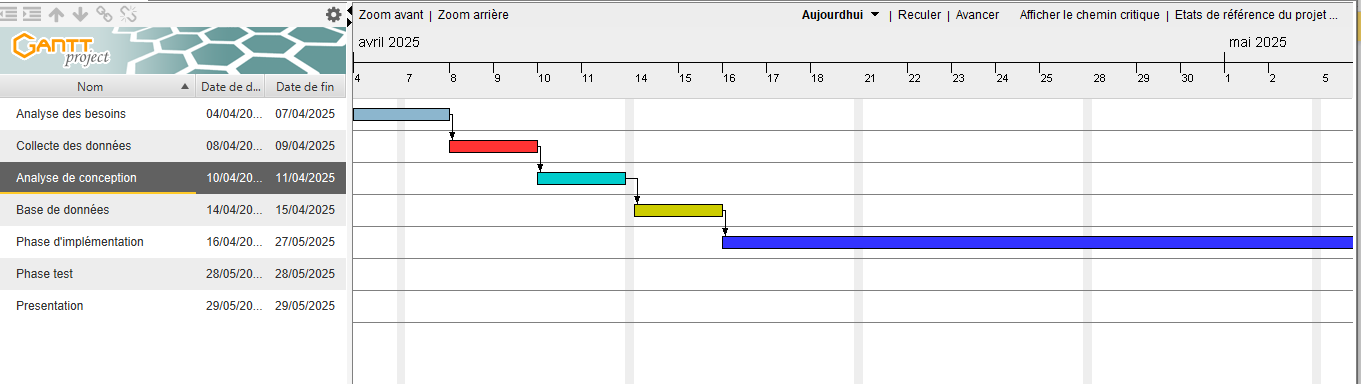 Zoom avant | Zoom arrière Aujourd'hui | Reculer | Avancer Afficher le chemin critique | Etats de référence du projet ...
GANTT project
avril 2025 mai 2025
4 7 8 9 10 11 14 15 16 17 18 21 22 23 24 25 28 29 30 1 2 5
Nom Date de d... Date de fin
Analyse des besoins 04/04/20... 07/04/2025
Collecte des données 08/04/20... 09/04/2025
Analyse de conception 10/04/20... 11/04/2025
Base de données 14/04/20... 15/04/2025
Phase d'implémentation 16/04/20... 27/05/2025
Phase test 28/05/20... 28/05/2025
Presentation 29/05/20... 29/05/2025